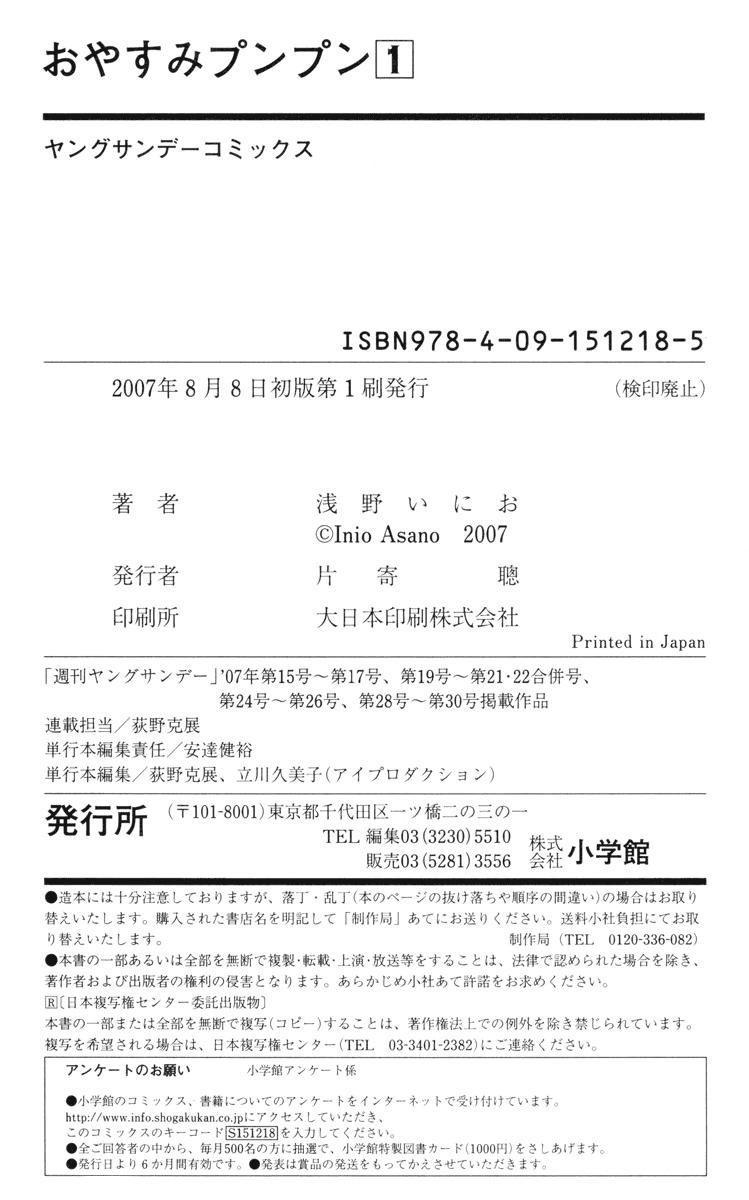 おやすみプンプン1
ヤングサンデーコミックス
ISBN978-4-09-151218-5
2007年8月8日初版第1刷発行 (検印廃止)
著者 浅野いにお
©Inio Asano 2007
発行者 片寄聰
印刷所 大日本印刷株式会社
Printed in Japan
「週刊ヤングサンデー」'07年第15号〜第17号、第19号〜第21・22合併号、
第24号〜第26号、第28号〜第30号掲載作品
連載担当／荻野克展
単行本編集責任／安達健裕
単行本編集／荻野克展、立川久美子(アイプロダクション)
発行所 (〒101-8001)東京都千代田区一ツ橋二の三の一
TEL 編集03(3230)5510
販売03(5281)3556
株式会社 小学館
●造本には十分注意しておりますが、落丁・乱丁(本のページの抜け落ちや順序の間違い)の場合はお取り
替えいたします。購入された書店名を明記して「制作局」あてにお送りください。送料小社負担にてお取
り替えいたします。 制作局(TEL 0120-336-082)
●本書の一部あるいは全部を無断で複製・転載・上演・放送等をすることは、法律で認められた場合を除き、
著作者および出版者の権利の侵害となります。あらかじめ小社あて許諾をお求めください。
R〔日本複写権センター委託出版物〕
本書の一部または全部を無断で複写(コピー)することは、著作権法上での例外を除き禁じられています。
複写を希望される場合は、日本複写権センター(TEL 03-3401-2382)にご連絡ください。
アンケートのお願い 小学館アンケート係
●小学館のコミックス、書籍についてのアンケートをインターネットで受け付けています。
http://www.info.shogakukan.co.jpにアクセスしていただき、
このコミックスのキーコードS151218を入力してください。
●全ご回答者の中から、毎月500名の方に抽選で、小学館特製図書カード(1000円)をさしあげます。
●発行日より6か月間有効です。●発表は賞品の発送をもってかえさせていただきます。